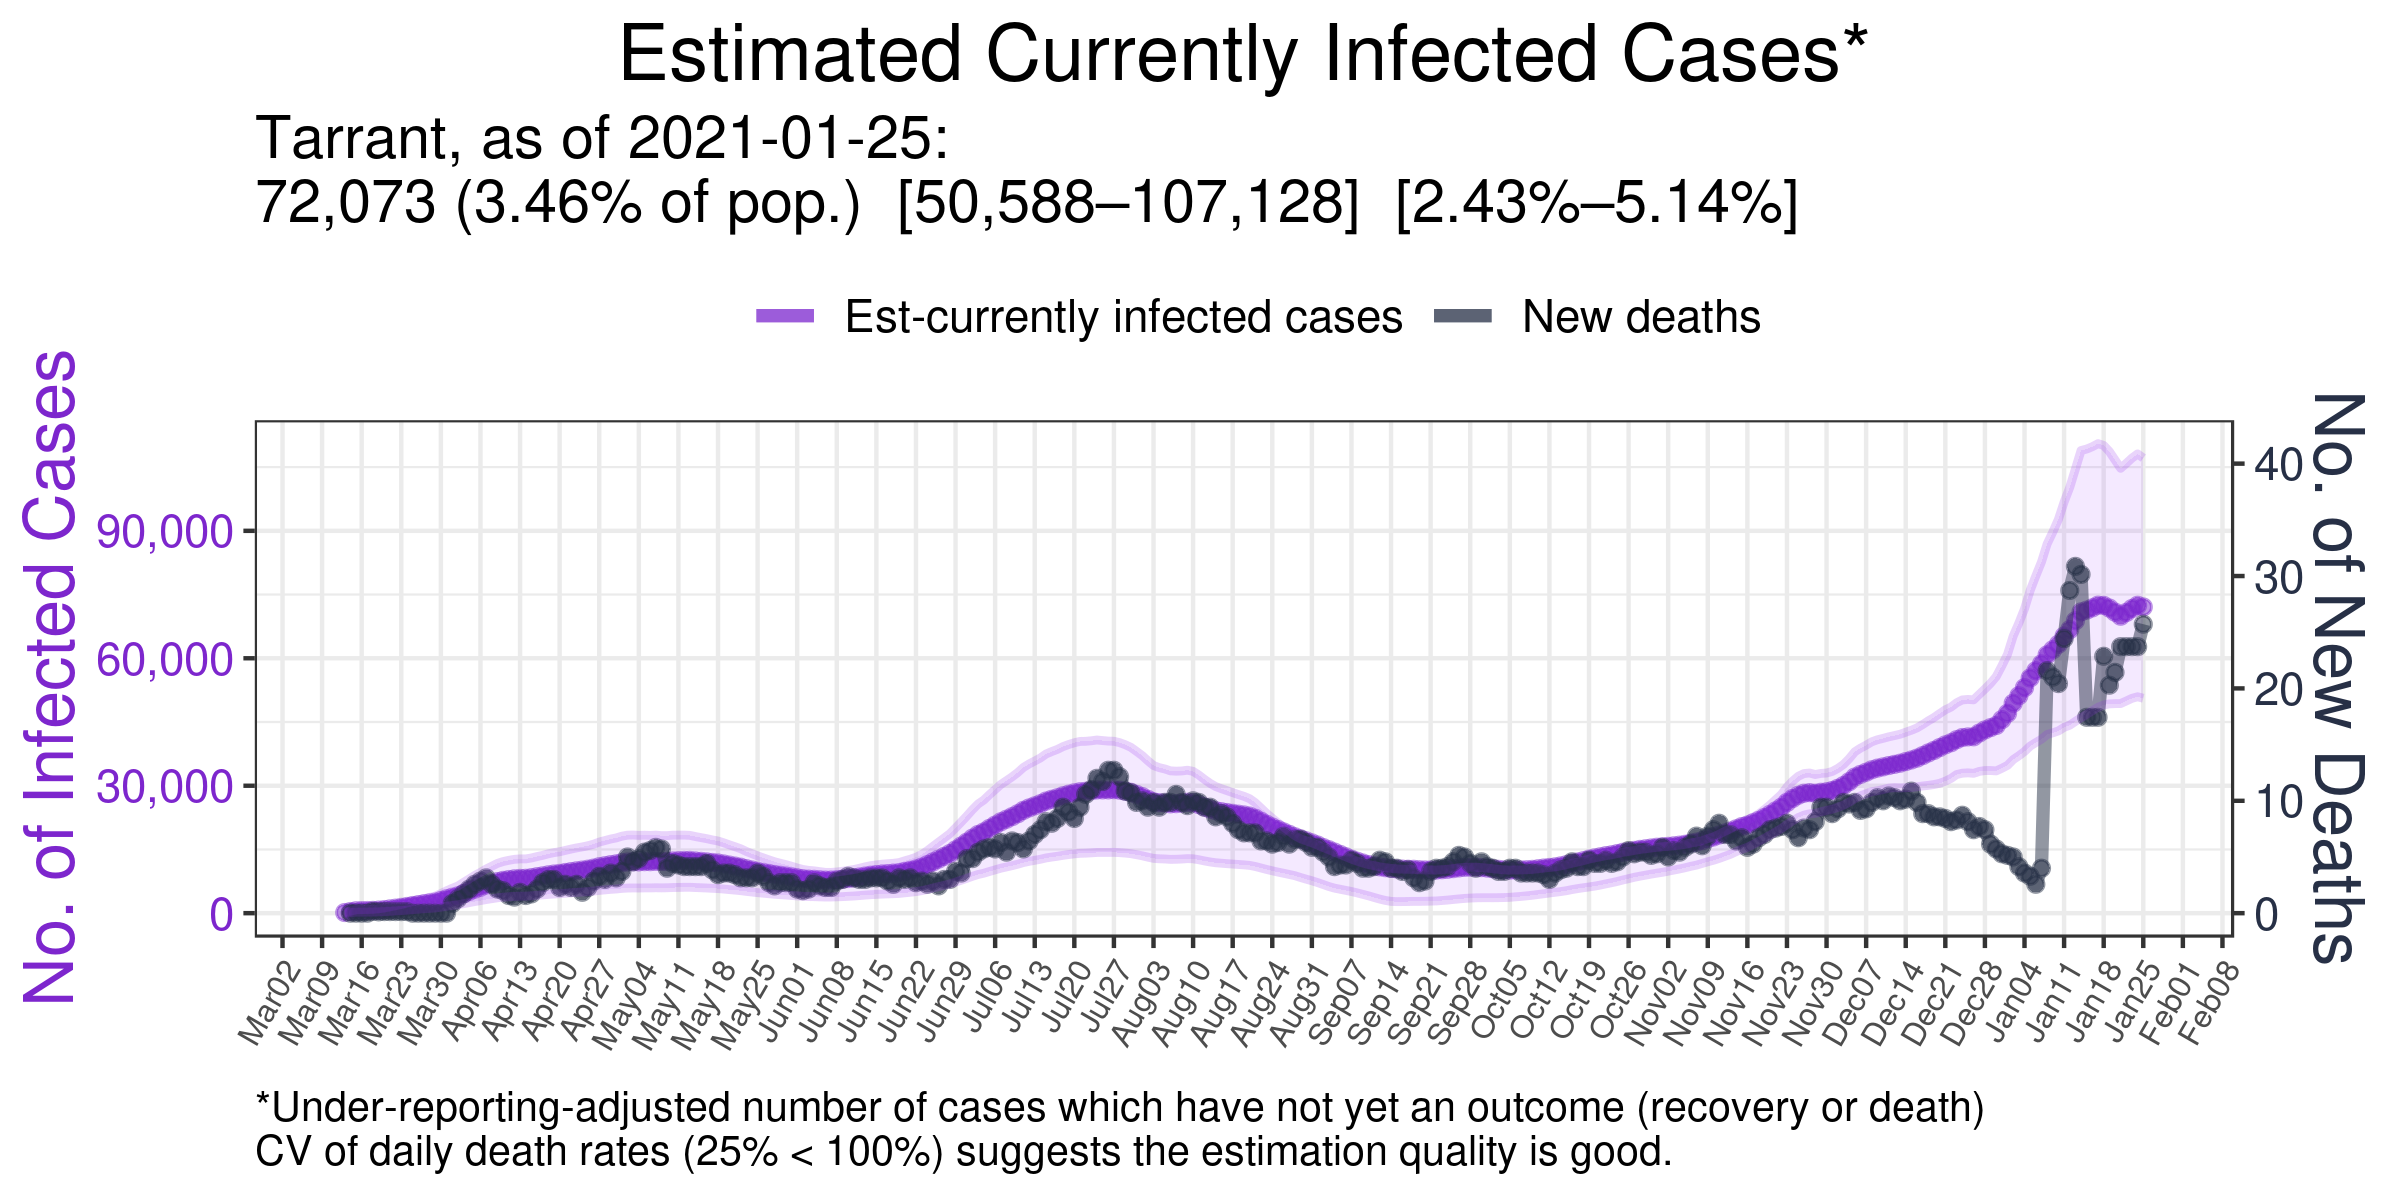 Estimated Currently Infected Cases*
Tarrant, as of 2021-01-25:
72,073 (3.46% of pop.) [50,588–107,128] [2.43%–5.14%]
Est-currently infected cases New deaths
No. of Infected Cases
90,000
60,000
30,000
0
40
30
20
10
0
No. of New Deaths
Mar02 Mar09 Mar16 Mar23 Mar30 Apr06 Apr13 Apr20 Apr27 May04 May11 May18 May25 Jun01 Jun08 Jun15 Jun22 Jun29 Jul06 Jul13 Jul20 Jul27 Aug03 Aug10 Aug17 Aug24 Aug31 Sep07 Sep14 Sep21 Sep28 Oct05 Oct12 Oct19 Oct26 Nov02 Nov09 Nov16 Nov23 Nov30 Dec07 Dec14 Dec21 Dec28 Jan04 Jan11 Jan18 Jan25 Feb01 Feb08
*Under-reporting-adjusted number of cases which have not yet an outcome (recovery or death)
CV of daily death rates (25% < 100%) suggests the estimation quality is good.